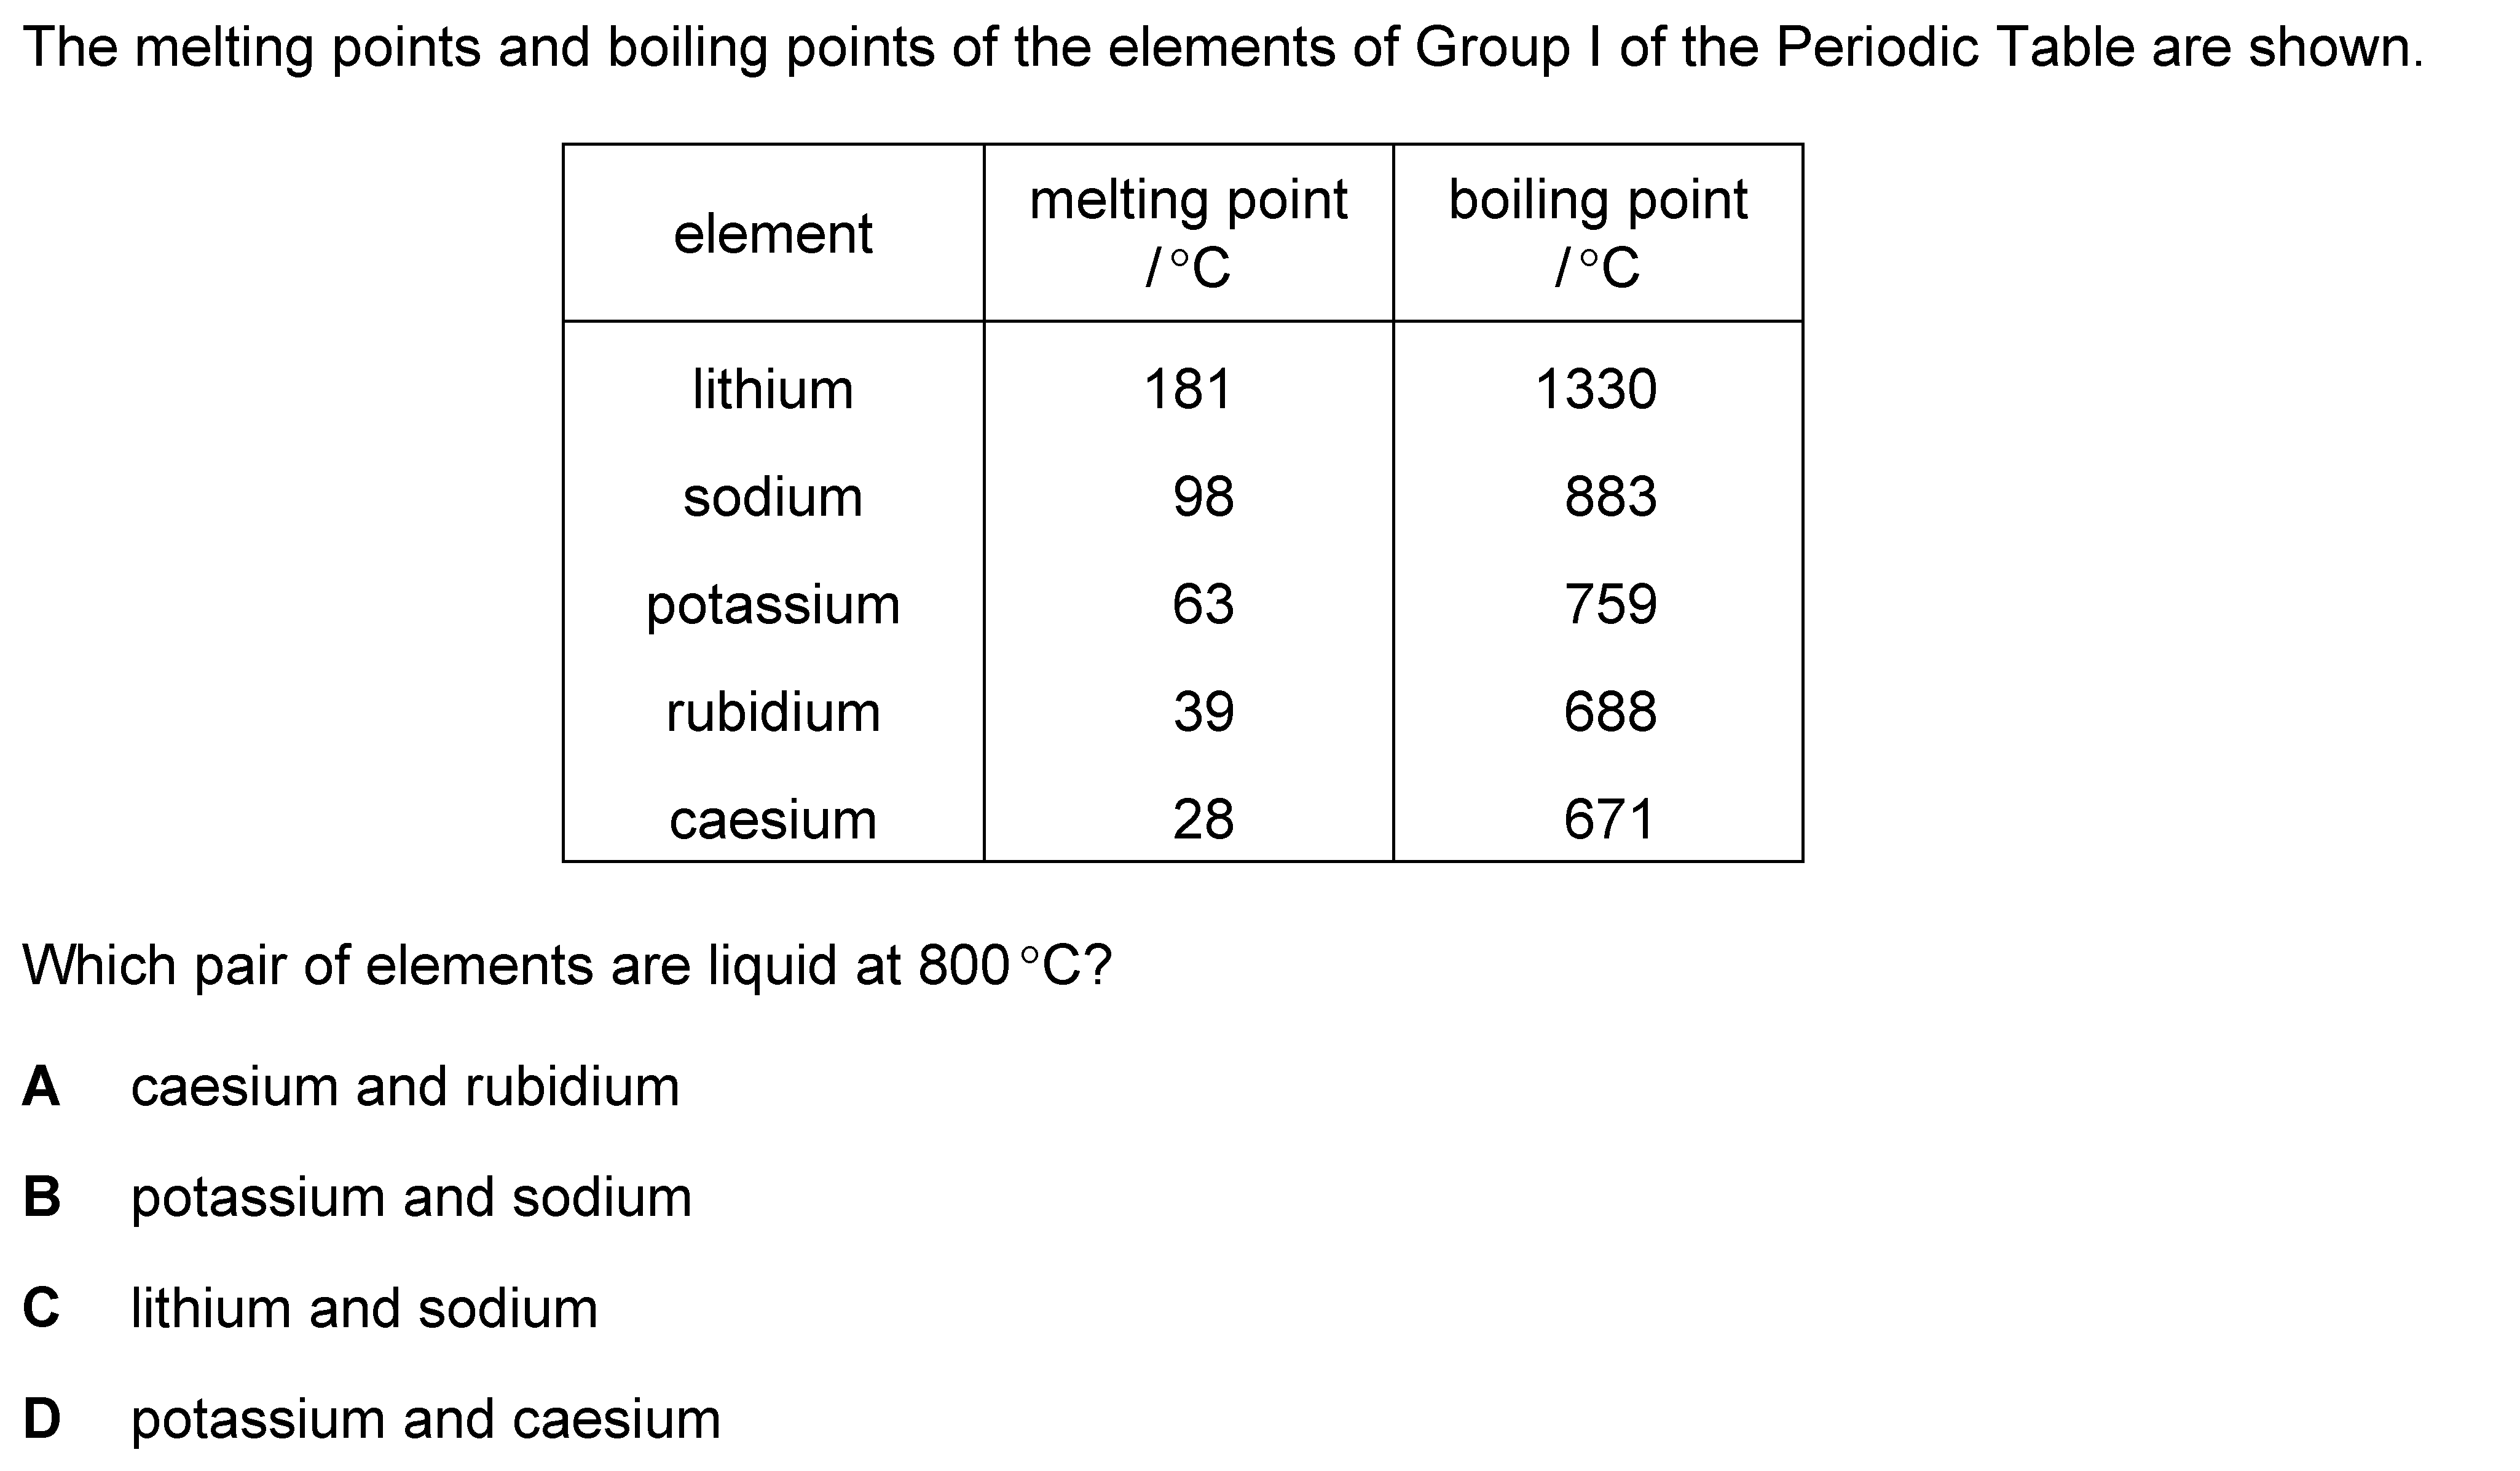 The melting points and boiling points of the elements of Group I of the Periodic Table are shown.
element melting point /°C boiling point /°C
lithium 181 1330
sodium 98 883
potassium 63 759
rubidium 39 688
caesium 28 671
Which pair of elements are liquid at 800 °C?
A caesium and rubidium
B potassium and sodium
C lithium and sodium
D potassium and caesium